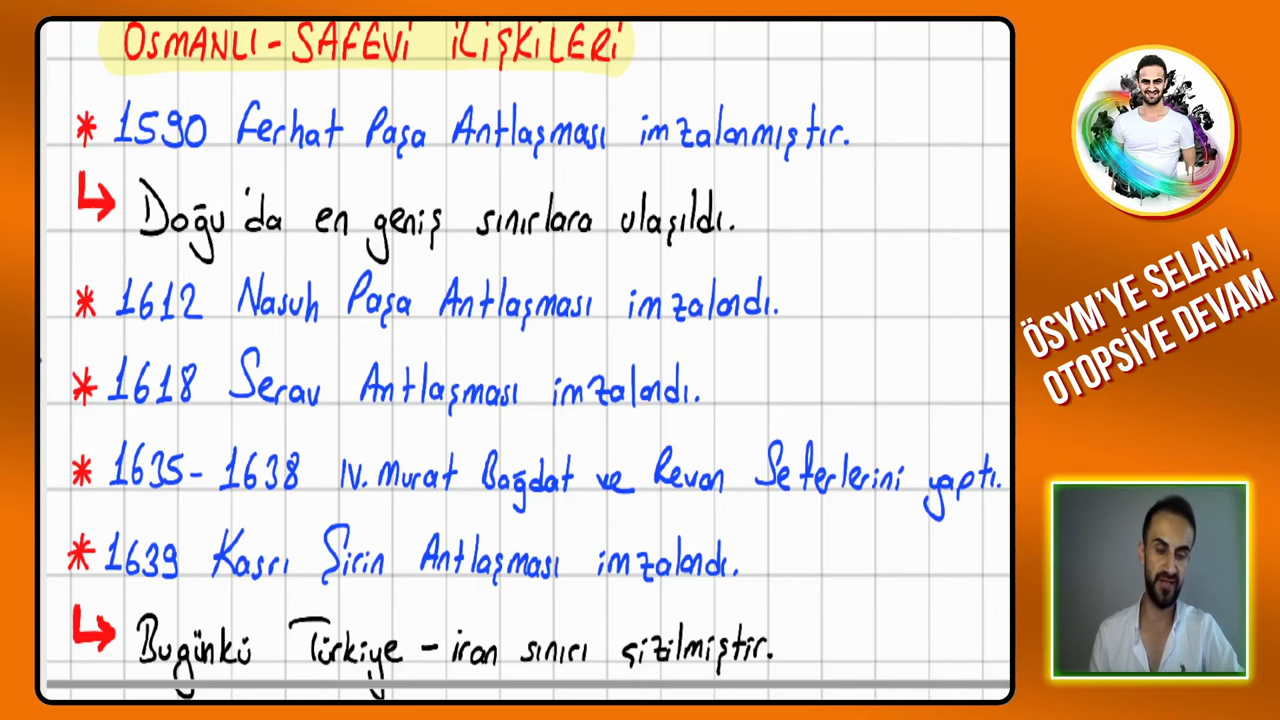 OSMANLI-SAFEVİ İLİŞKİLERİ
* 1590 Ferhat Paşa Antlaşması imzalanmıştır.
↳ Doğu'da en geniş sınırlara ulaşıldı.
* 1612 Nasuh Paşa Antlaşması imzalandı.
* 1618 Serav Antlaşması imzalandı.
* 1635-1638 IV. Murat Bağdat ve Revan Seferlerini yaptı.
* 1639 Kasrı Şirin Antlaşması imzalandı.
↳ Bugünkü Türkiye - iran sınırı çizilmiştir.
ÖSYM'YE SELAM,
OTOPSİYE DEVAM